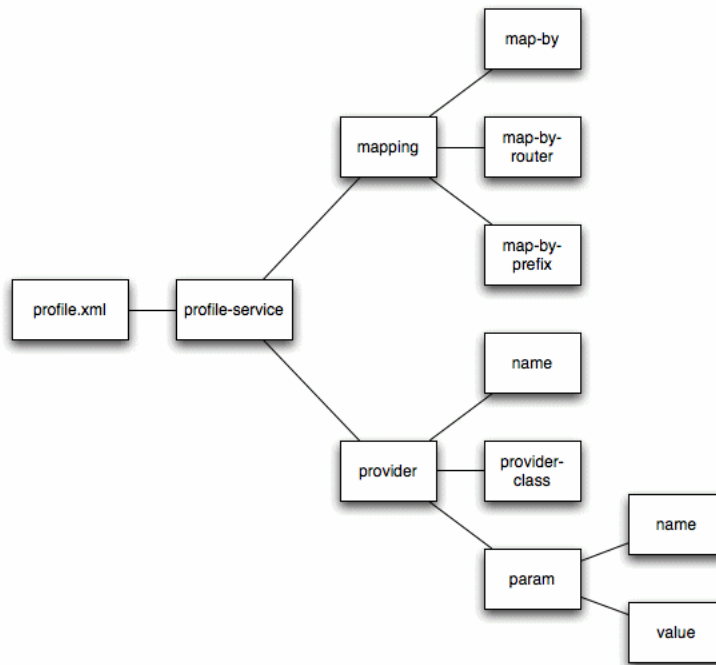 map-by
mapping
map-by-
router
map-by-
prefix
profile.xml
profile-service
name
provider
provider-
class
name
param
value